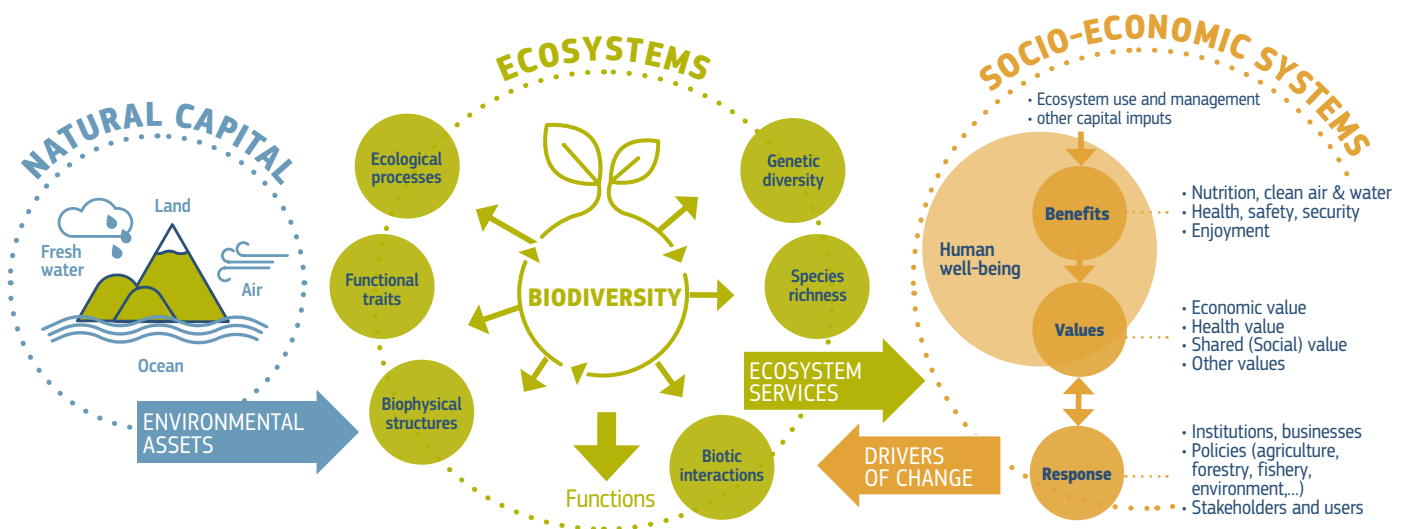 NATURAL CAPITAL
Land
Fresh
water
Air
Ocean
ENVIRONMENTAL
ASSETS
ECOSYSTEMS
Ecological
processes
Functional
traits
Biophysical
structures
BIODIVERSITY
Genetic
diversity
Species
richness
Biotic
interactions
Functions
ECOSYSTEM
SERVICES
DRIVERS
OF CHANGE
SOCIO-ECONOMIC SYSTEMS
• Ecosystem use and management
• other capital imputs
Human
well-being
Benefits
• Nutrition, clean air & water
• Health, safety, security
• Enjoyment
Values
• Economic value
• Health value
• Shared (Social) value
• Other values
Response
• Institutions, businesses
• Policies (agriculture,
forestry, fishery,
environment,...)
• Stakeholders and users